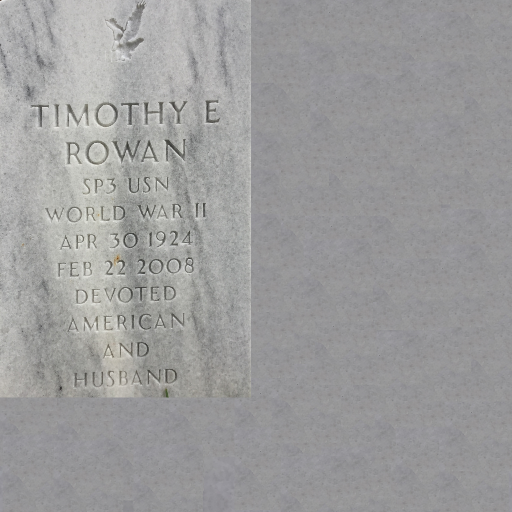 TIMOTHY E
ROWAN
SP3 USN
WORLD WAR II
APR 30 1924
FEB 22 2008
DEVOTED
AMERICAN
AND
HUSBAND